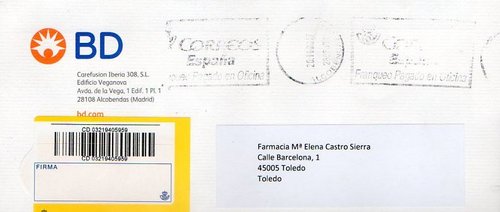 BD
Carefusion Iberia 308, S.L.
Edificio Veganova
Avda. de la Vega, 1 Edif. 1 Pl. 1
28108 Alcobendas (Madrid)
bd.com
CORREOS
España
Franqueo Pagado en Oficina
España
Franqueo Pagado en Oficina
CD 03219405959
CD 03219405959
FIRMA
Farmacia Mª Elena Castro Sierra
Calle Barcelona, 1
45005 Toledo
Toledo